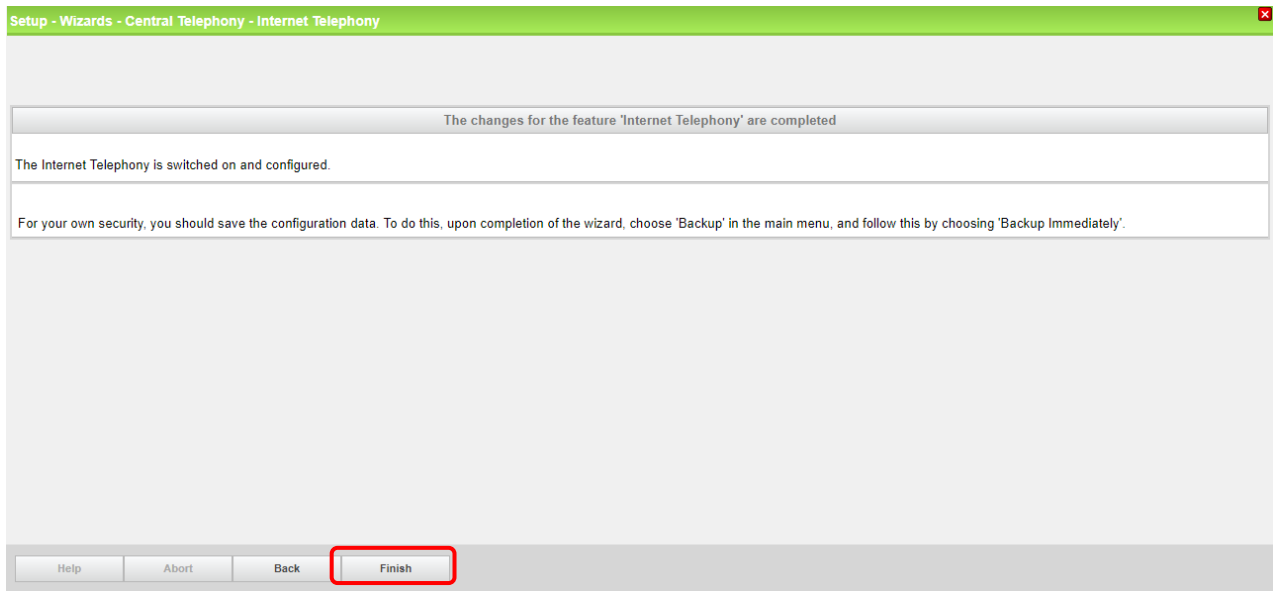 Setup - Wizards - Central Telephony - Internet Telephony
The changes for the feature 'Internet Telephony' are completed
The Internet Telephony is switched on and configured.
For your own security, you should save the configuration data. To do this, upon completion of the wizard, choose 'Backup' in the main menu, and follow this by choosing 'Backup Immediately'.
Help Abort Back Finish